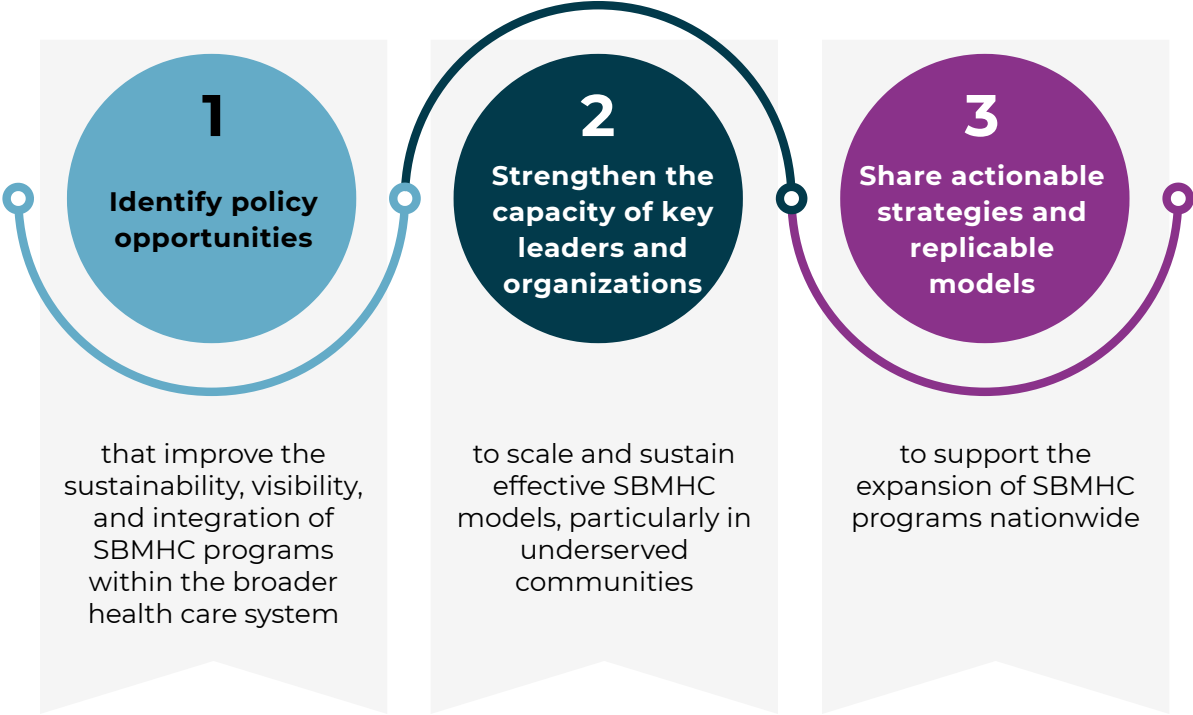 1
Identify policy
opportunities
that improve the
sustainability, visibility,
and integration of
SBMHC programs
within the broader
health care system
2
Strengthen the
capacity of key
leaders and
organizations
to scale and sustain
effective SBMHC
models, particularly in
underserved
communities
3
Share actionable
strategies and
replicable
models
to support the
expansion of SBMHC
programs nationwide